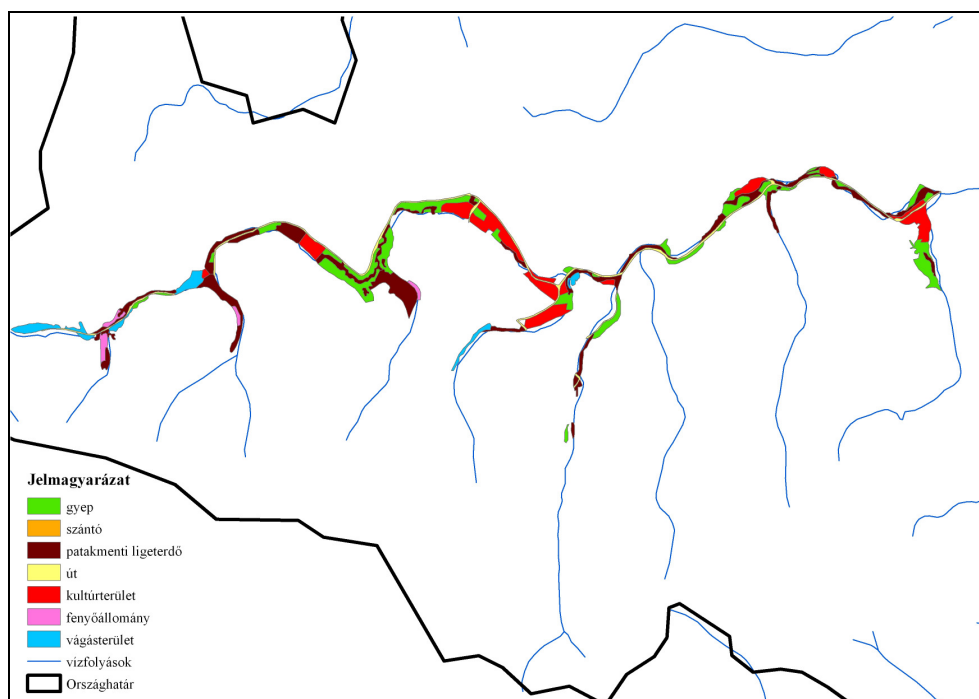 Jelmagyarázat
gyep
szántó
patakmenti ligeterdő
út
kultúrterület
fenyőállomány
vágásterület
vízfolyások
Országhatár